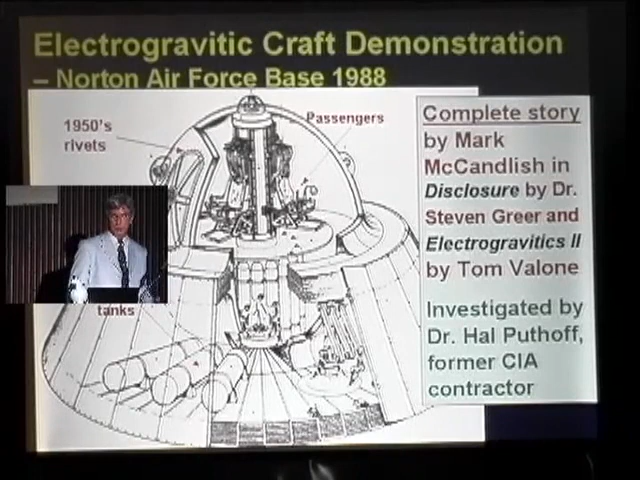 Electrogravitic Craft Demonstration
– Norton Air Force Base 1988
1950's
rivets
Passengers
tanks
Complete story
by Mark
McCandlish in
Disclosure by Dr.
Steven Greer and
Electrogravitics II
by Tom Valone
Investigated by
Dr. Hal Puthoff,
former CIA
contractor